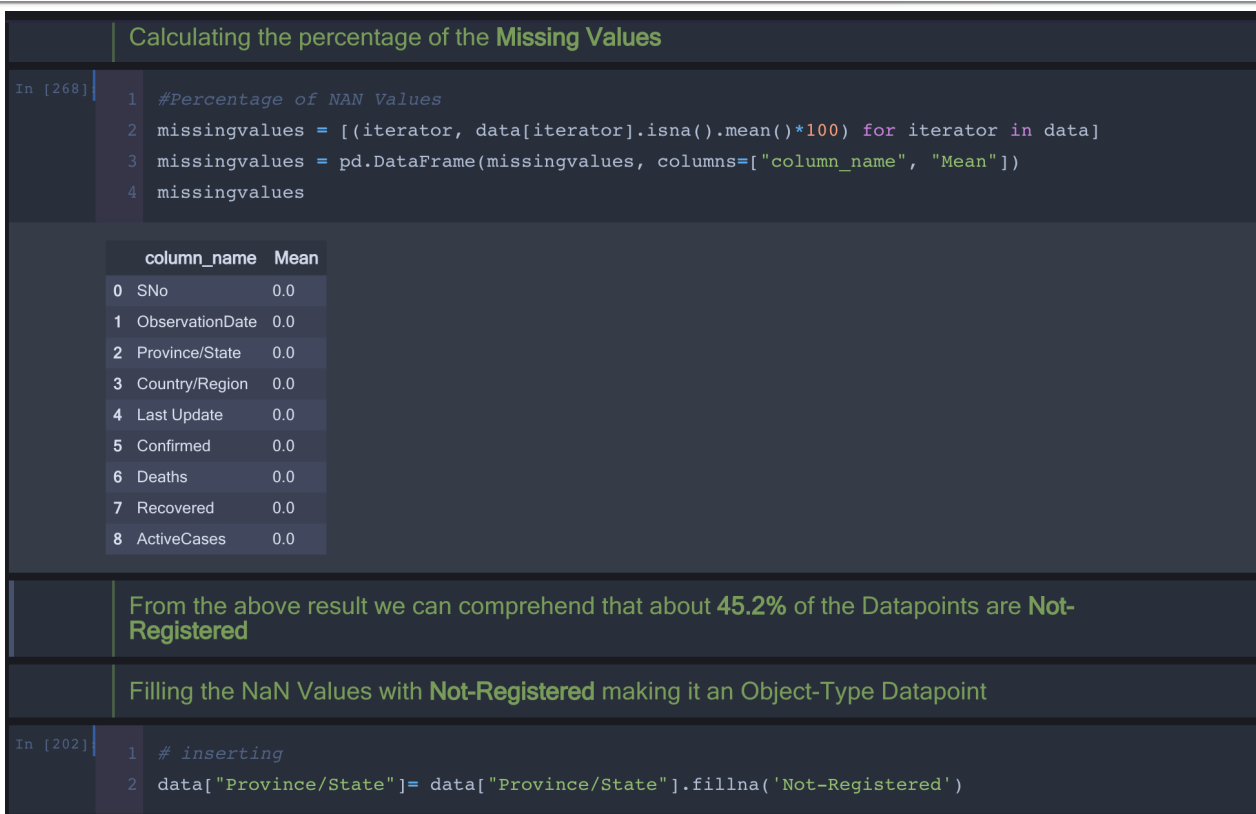 Calculating the percentage of the Missing Values
In [268]:
1 #Percentage of NAN Values
2 missingvalues = [(iterator, data[iterator].isna().mean()*100) for iterator in data]
3 missingvalues = pd.DataFrame(missingvalues, columns=["column_name", "Mean"])
4 missingvalues
column_name Mean
0 SNo 0.0
1 ObservationDate 0.0
2 Province/State 0.0
3 Country/Region 0.0
4 Last Update 0.0
5 Confirmed 0.0
6 Deaths 0.0
7 Recovered 0.0
8 ActiveCases 0.0
From the above result we can comprehend that about 45.2% of the Datapoints are Not-
Registered
Filling the NaN Values with Not-Registered making it an Object-Type Datapoint
In [202]:
1 # inserting
2 data["Province/State"]= data["Province/State"].fillna('Not-Registered')